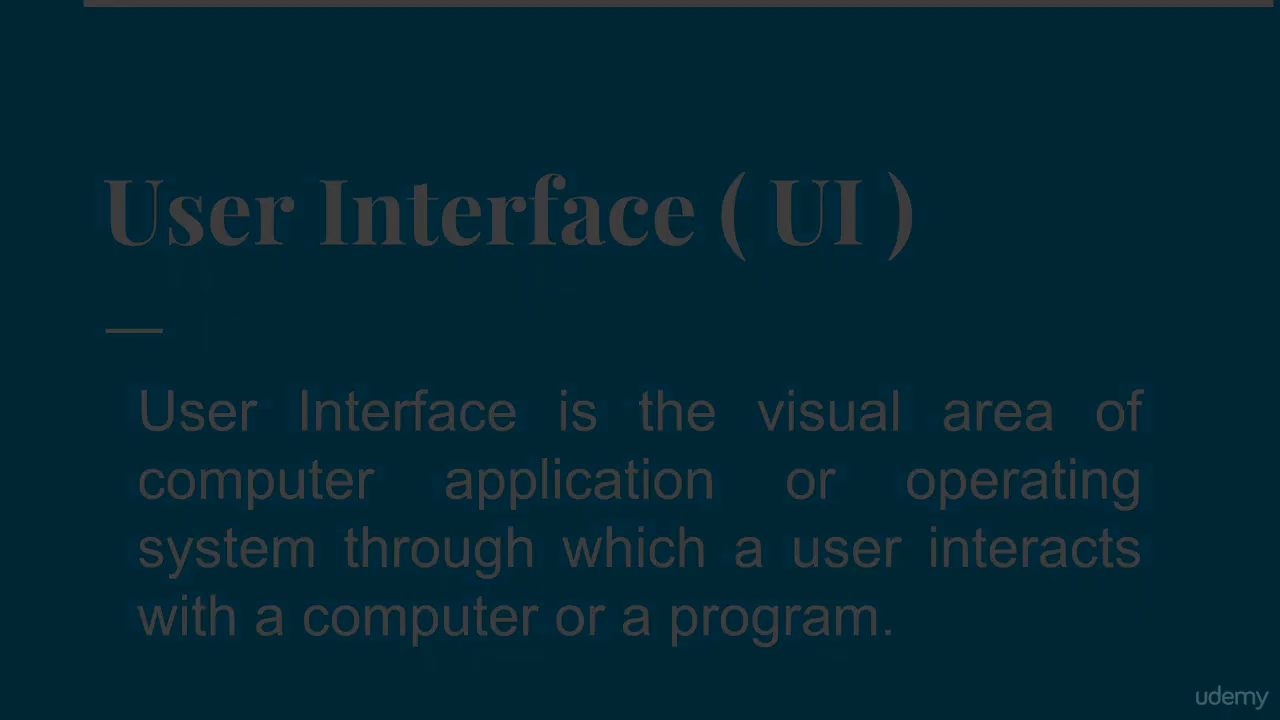 User Interface ( UI )
User Interface is the visual area of
computer application or operating
system through which a user interacts
with a computer or a program.
udemy